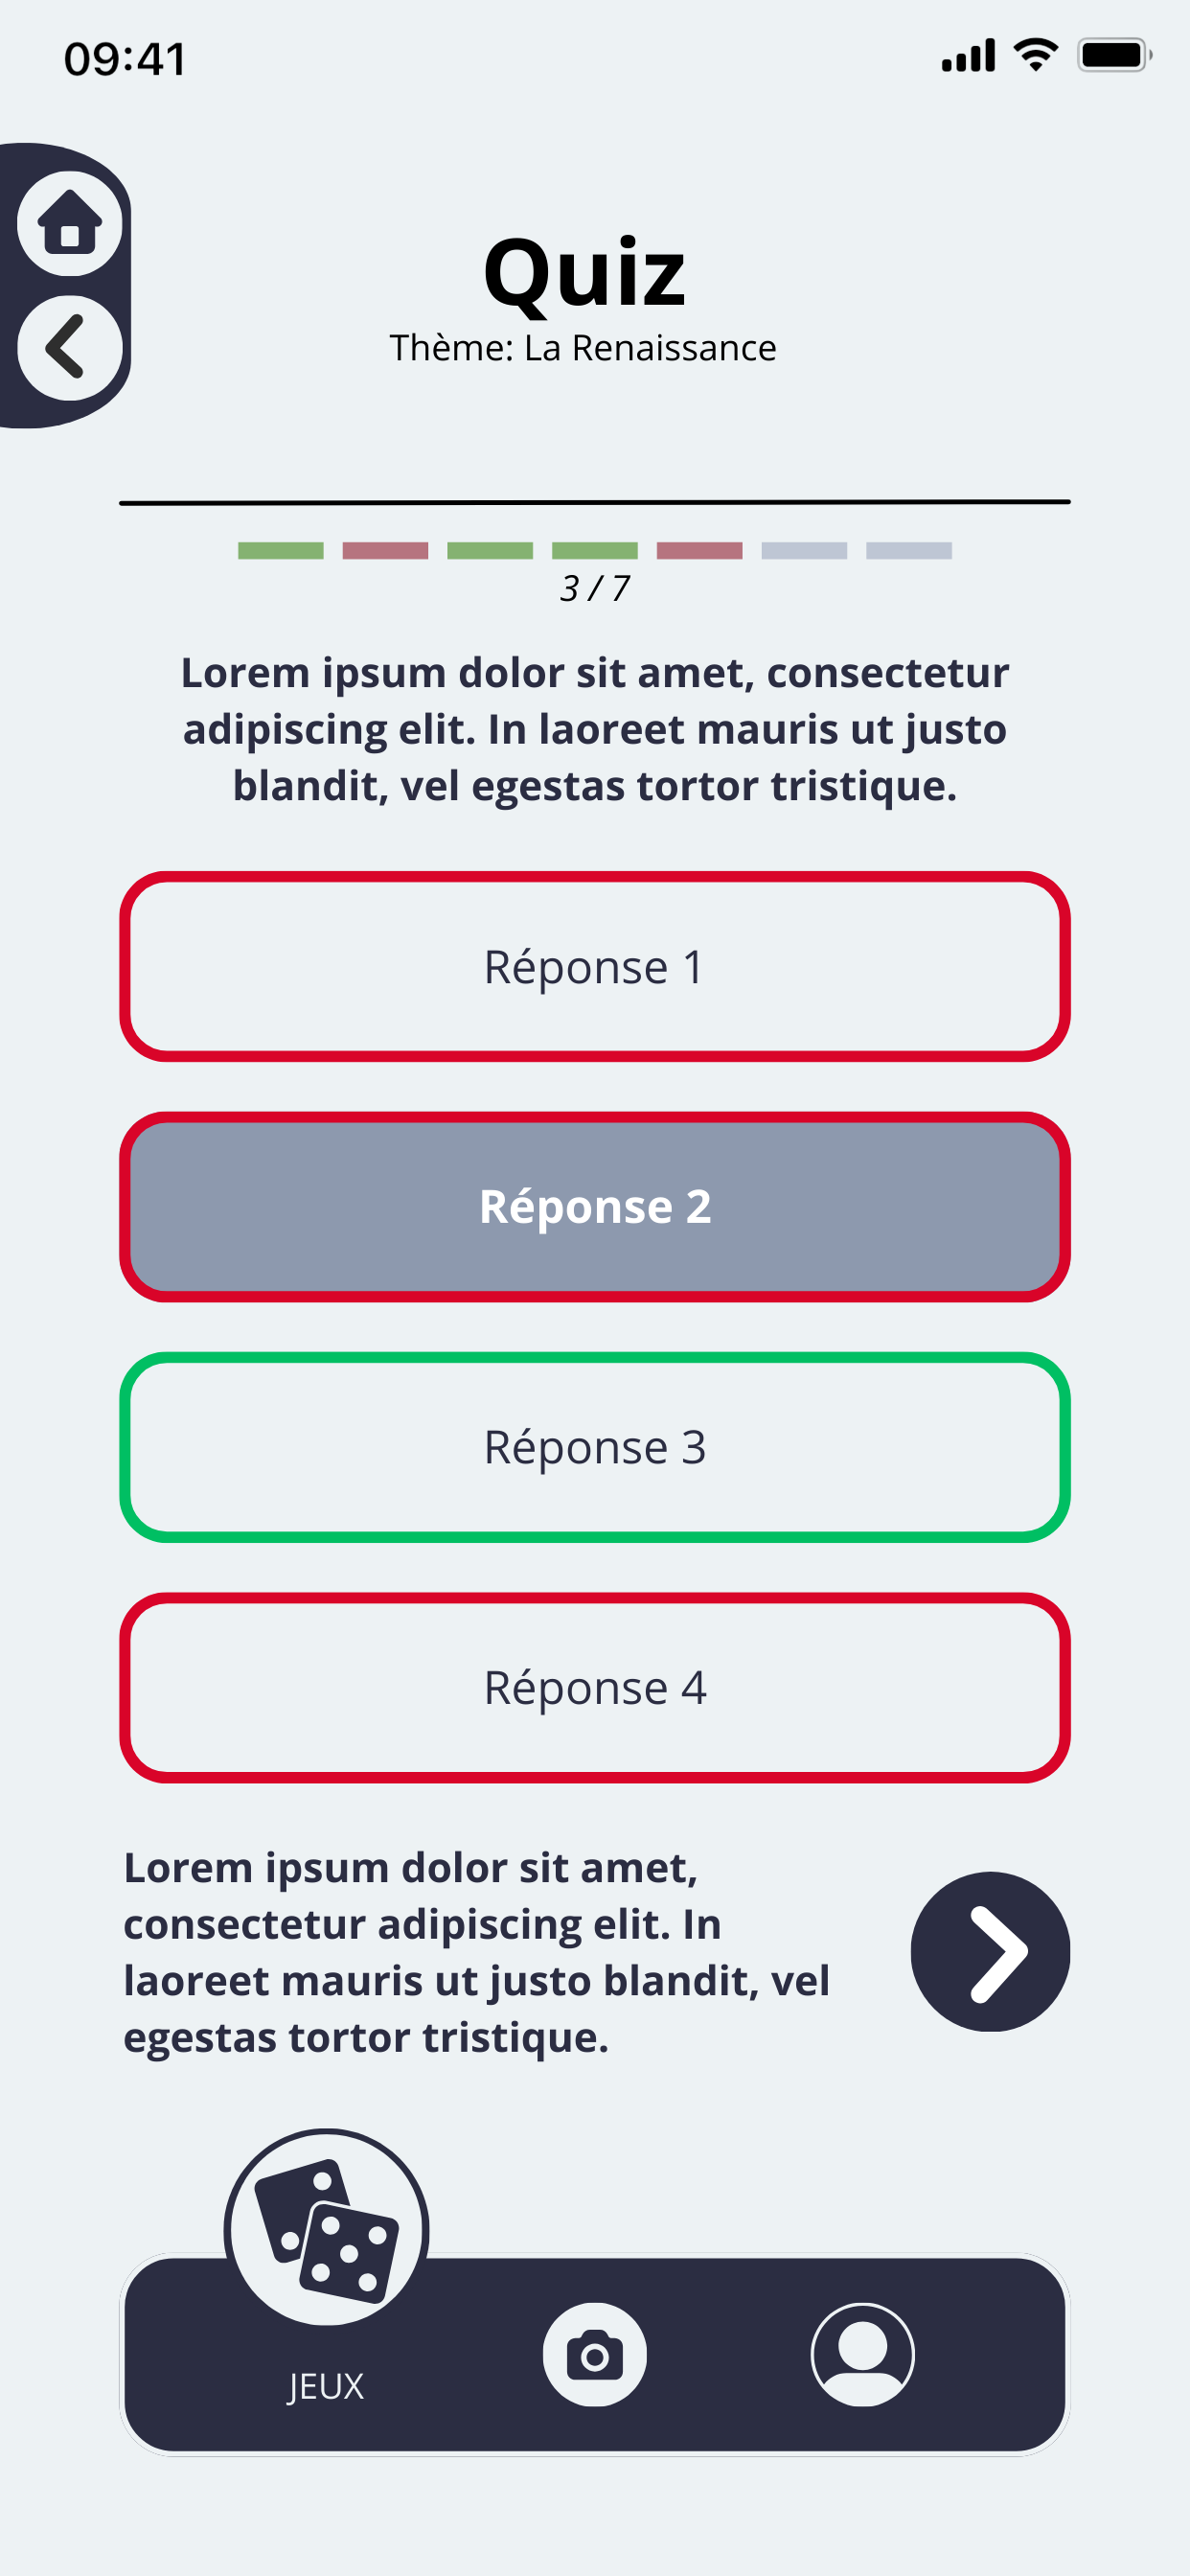 09:41
Quiz
Thème: La Renaissance
3 / 7
Lorem ipsum dolor sit amet, consectetur
adipiscing elit. In laoreet mauris ut justo
blandit, vel egestas tortor tristique.
Réponse 1
Réponse 2
Réponse 3
Réponse 4
Lorem ipsum dolor sit amet,
consectetur adipiscing elit. In
laoreet mauris ut justo blandit, vel
egestas tortor tristique.
JEUX